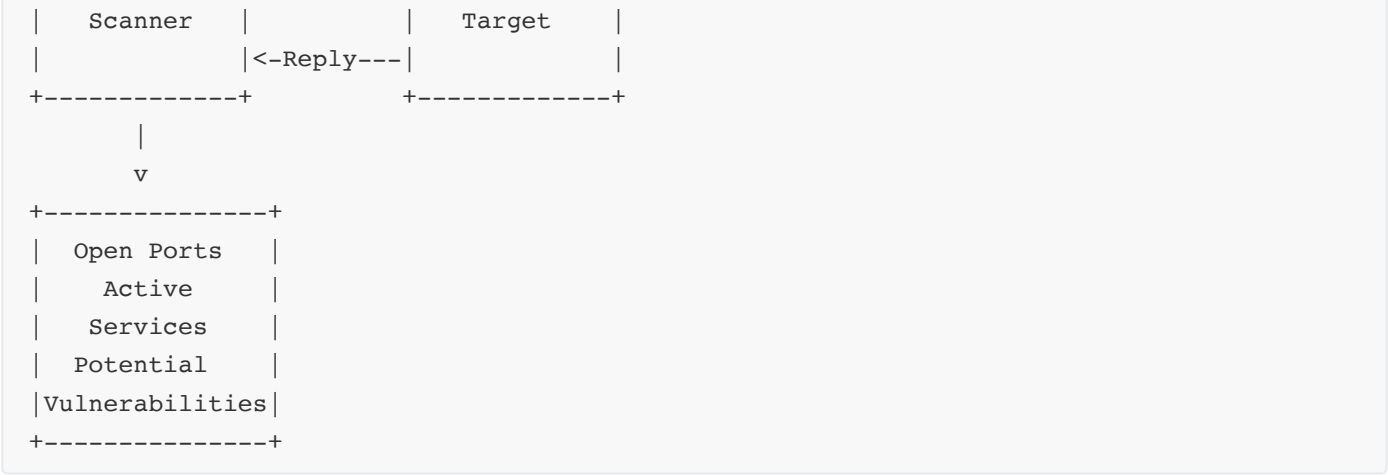 |   Scanner   |          |   Target    |
|             |<-Reply---|             |
+-------------+          +-------------+
       |
       v
+---------------+
|  Open Ports   |
|    Active     |
|   Services    |
|  Potential    |
|Vulnerabilities|
+---------------+